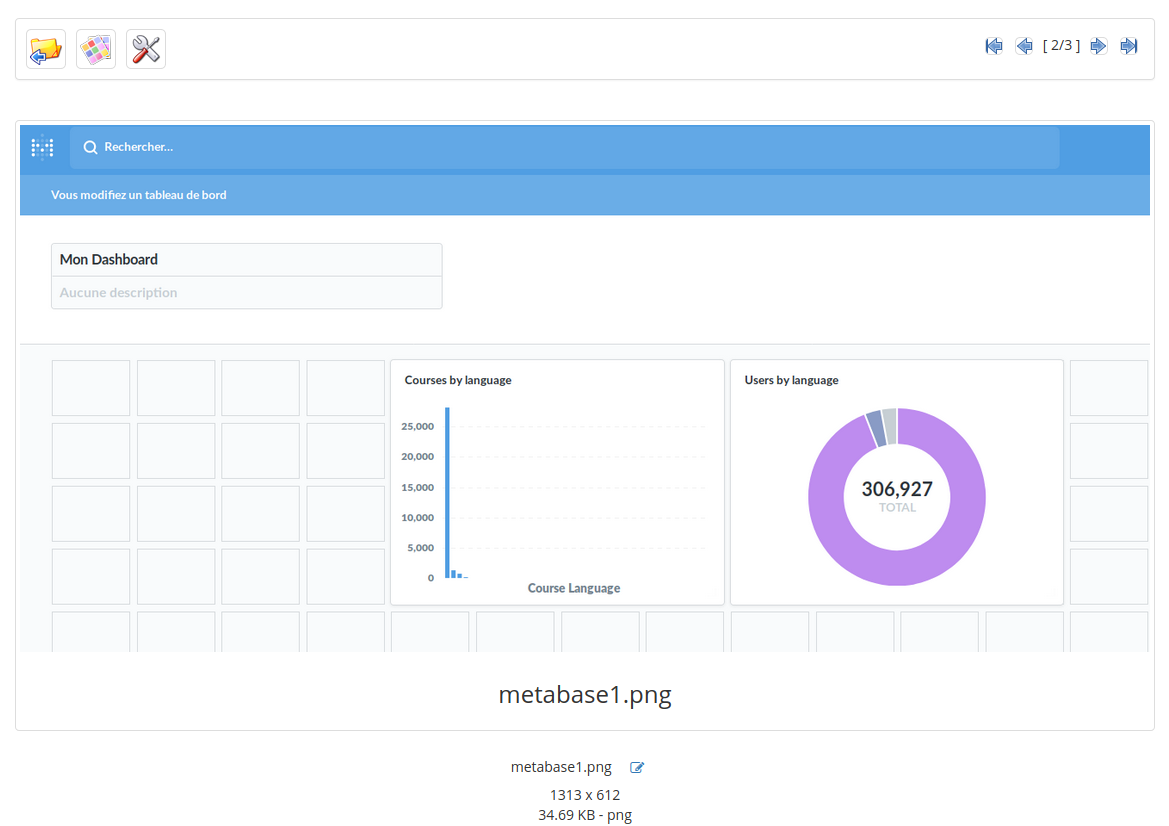 [ 2/3 ]
Rechercher...
Vous modifiez un tableau de bord
Mon Dashboard
Aucune description
Courses by language
25,000
20,000
15,000
10,000
5,000
0
Course Language
Users by language
306,927
TOTAL
metabase1.png
metabase1.png
1313 x 612
34.69 KB - png